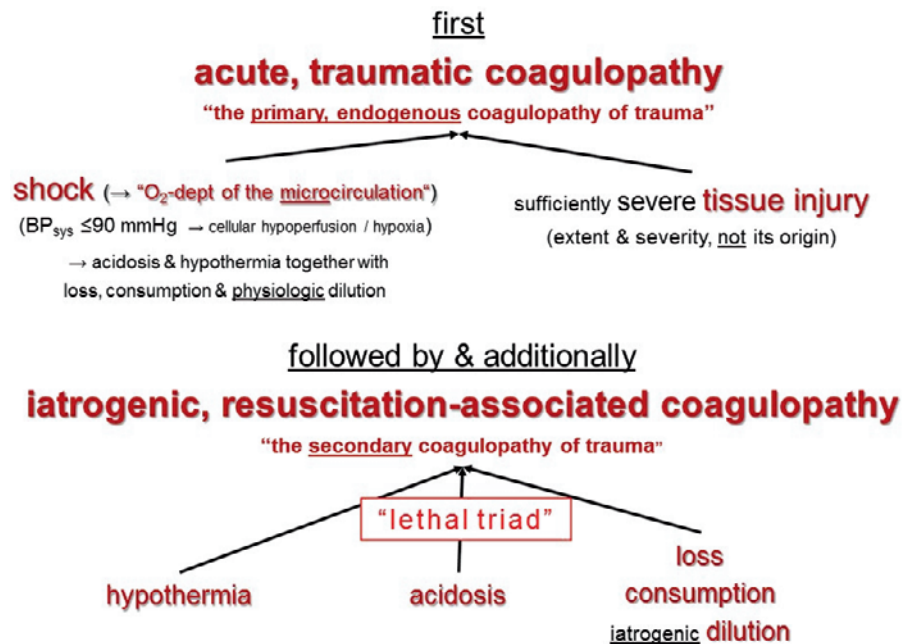 first
acute, traumatic coagulopathy
“the primary, endogenous coagulopathy of trauma”
shock (→ “O₂-dept of the microcirculation“)
(BPsys ≤90 mmHg → cellular hypoperfusion / hypoxia)
→ acidosis & hypothermia together with
loss, consumption & physiologic dilution
sufficiently severe tissue injury
(extent & severity, not its origin)
followed by & additionally
iatrogenic, resuscitation-associated coagulopathy
“the secondary coagulopathy of trauma”
“lethal triad”
hypothermia
acidosis
loss
consumption
iatrogenic dilution